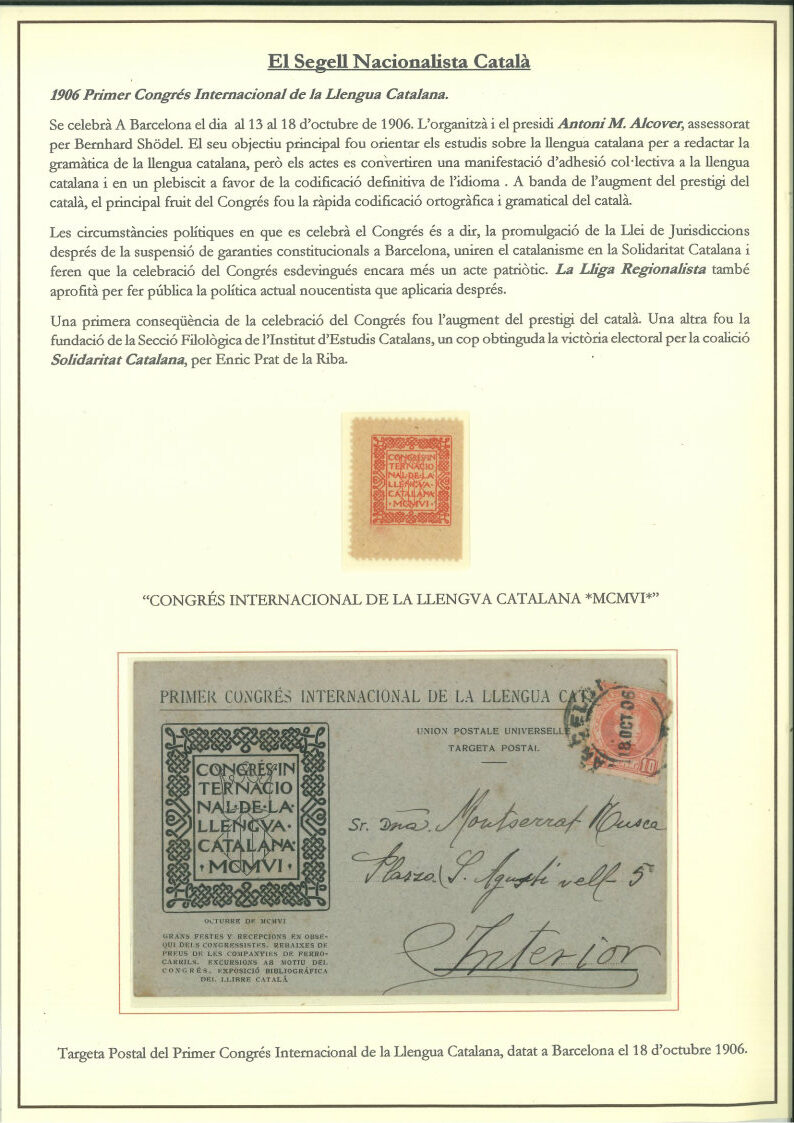 El Segell Nacionalista Català
1906 Primer Congrés Internacional de la Llengua Catalana.
Se celebrà A Barcelona el dia al 13 al 18 d'octubre de 1906. L'organitzà i el presidi Antoni M. Alcover, assessorat
per Bernhard Shödel. El seu objectiu principal fou orientar els estudis sobre la llengua catalana per a redactar la
gramàtica de la llengua catalana, però els actes es convertiren una manifestació d'adhesió col·lectiva a la llengua
catalana i en un plebiscit a favor de la codificació definitiva de l'idioma . A banda de l'augment del prestigi del
català, el principal fruit del Congrés fou la ràpida codificació ortogràfica i gramatical del català.
Les circumstàncies polítiques en que es celebrà el Congrés és a dir, la promulgació de la Llei de Jurisdiccions
després de la suspensió de garanties constitucionals a Barcelona, uniren el catalanisme en la Solidaritat Catalana i
feren que la celebració del Congrés esdevingués encara més un acte patriòtic. La Lliga Regionalista també
aprofità per fer pública la política actual noucentista que aplicaria després.
Una primera conseqüència de la celebració del Congrés fou l'augment del prestigi del català. Una altra fou la
fundació de la Secció Filològica de l'Institut d'Estudis Catalans, un cop obtinguda la victòria electoral per la coalició
Solidaritat Catalana, per Enric Prat de la Riba.
CONGRÉS·IN
TERNACIO
NAL·DE·LA·
LLENGVA·
CATALANA·
·MCMVI·
“CONGRÉS INTERNACIONAL DE LA LLENGVA CATALANA *MCMVI*”
PRIMER CONGRÉS INTERNACIONAL DE LA LLENGUA CA
UNION POSTALE UNIVERSELLE
TARGETA POSTAL
18.OCT.06
10
CONGRÉS·IN
TERNACIO
NAL·DE·LA·
LLENGVA·
CATALANA·
·MCMVI·
Sr. Dña. Montserrat Musca
Plassa S. Agusti vell 5
Interior
OCTUBRE DE MCMVI
GRANS FESTES Y RECEPCIONS EN OBSE-
QUI DELS CONGRESSISTES. REBAIXES DE
PREUS DE LES COMPANYIES DE FERRO-
CARRILS. EXCURSIONS AB MOTIU DEL
CONGRÉS. EXPOSICIÓ BIBLIOGRÁFICA
DEL LLIBRE CATALÁ
Targeta Postal del Primer Congrés Internacional de la Llengua Catalana, datat a Barcelona el 18 d'octubre 1906.